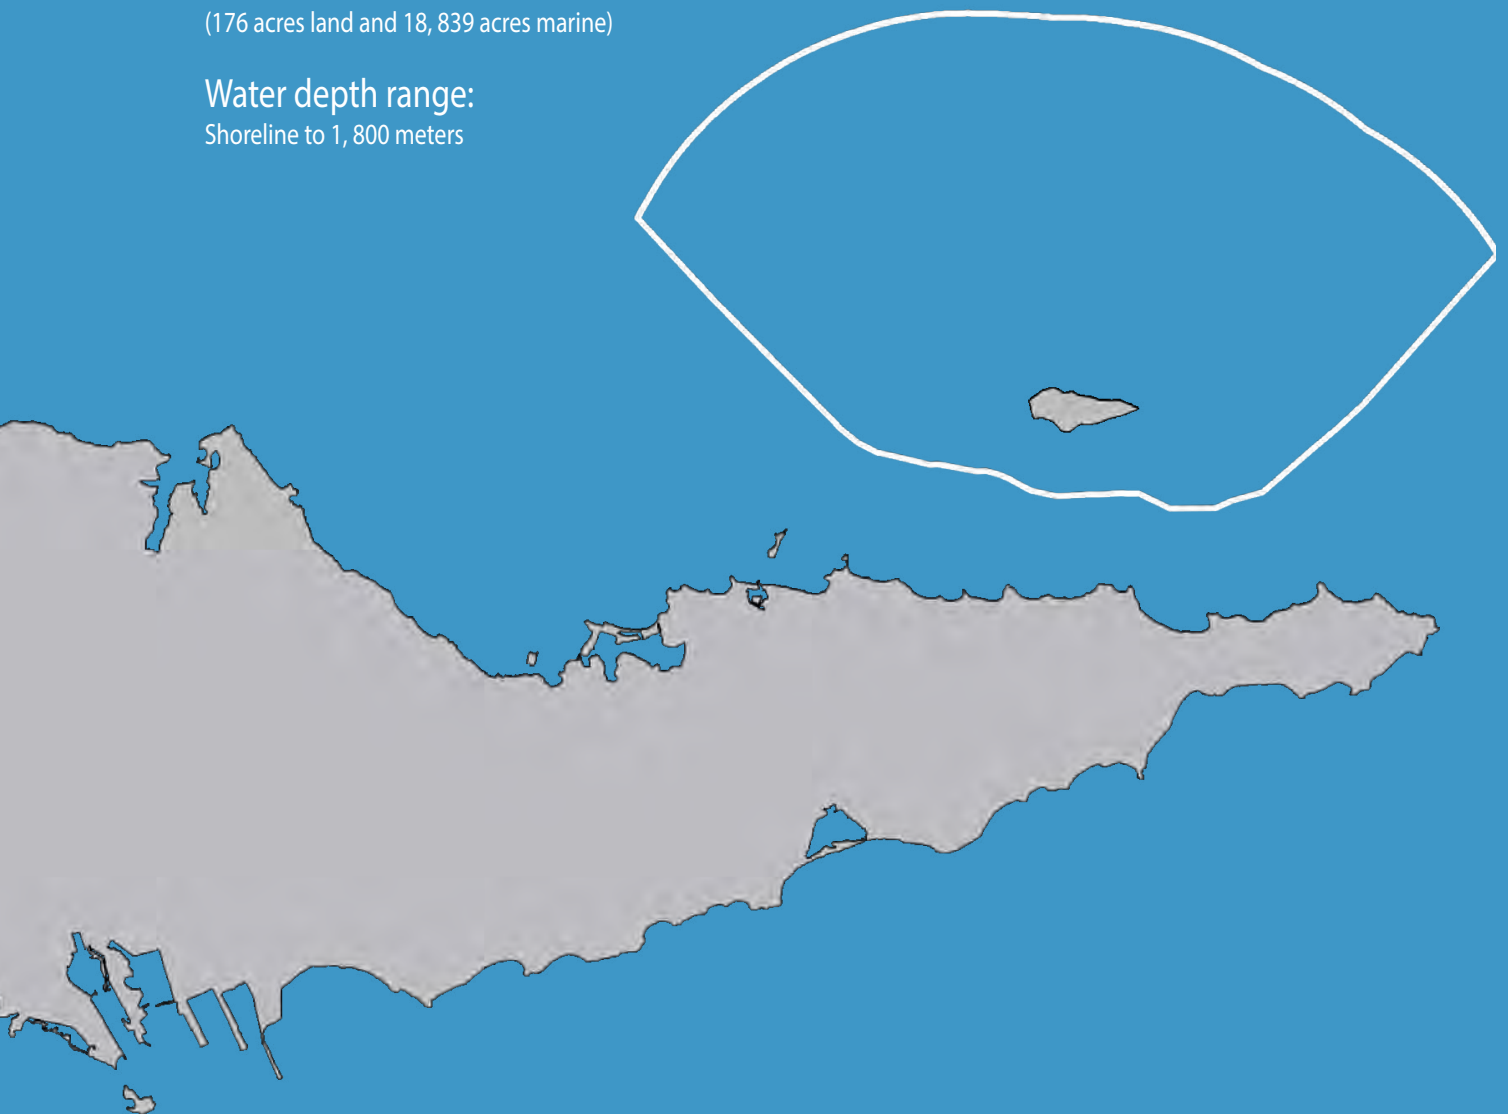 (176 acres land and 18, 839 acres marine)
Water depth range:
Shoreline to 1, 800 meters